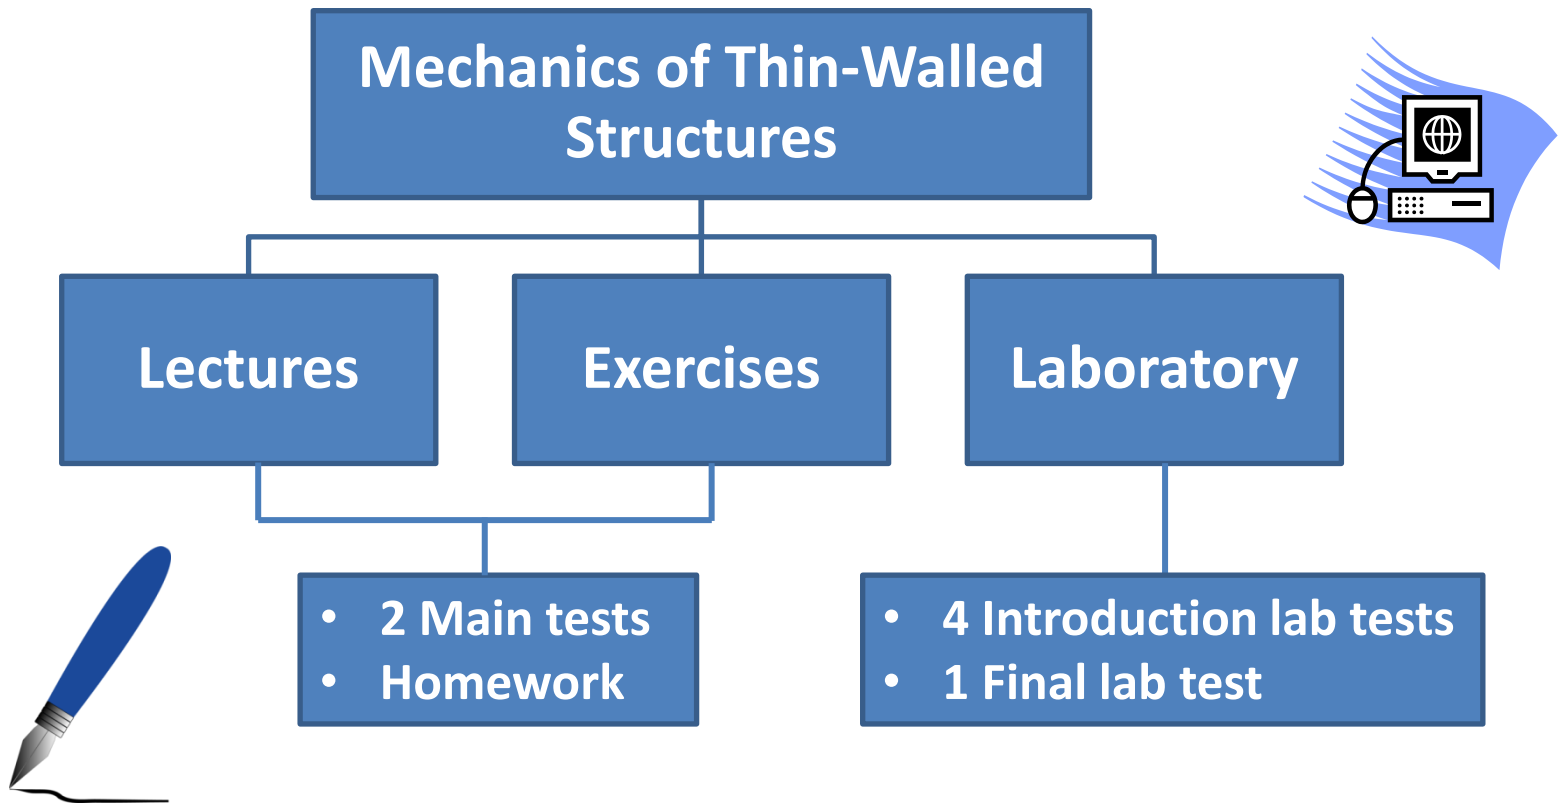 Mechanics of Thin-Walled
Structures
Lectures
Exercises
Laboratory
• 2 Main tests
• Homework
• 4 Introduction lab tests
• 1 Final lab test